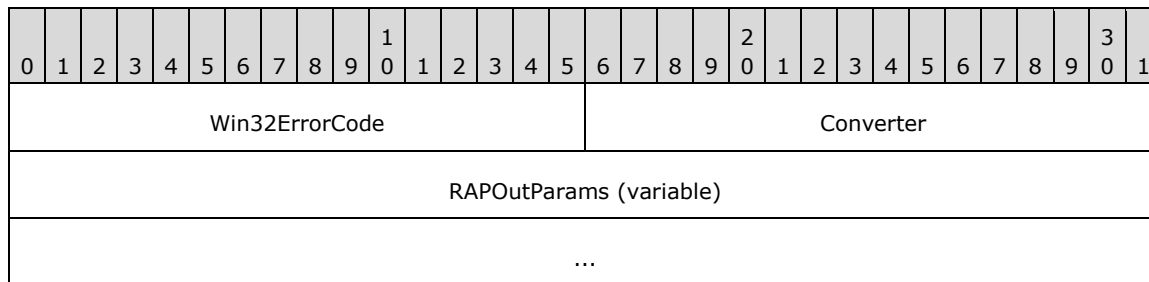 1 2 3
0 1 2 3 4 5 6 7 8 9 0 1 2 3 4 5 6 7 8 9 0 1 2 3 4 5 6 7 8 9 0 1
Win32ErrorCode Converter
RAPOutParams (variable)
...